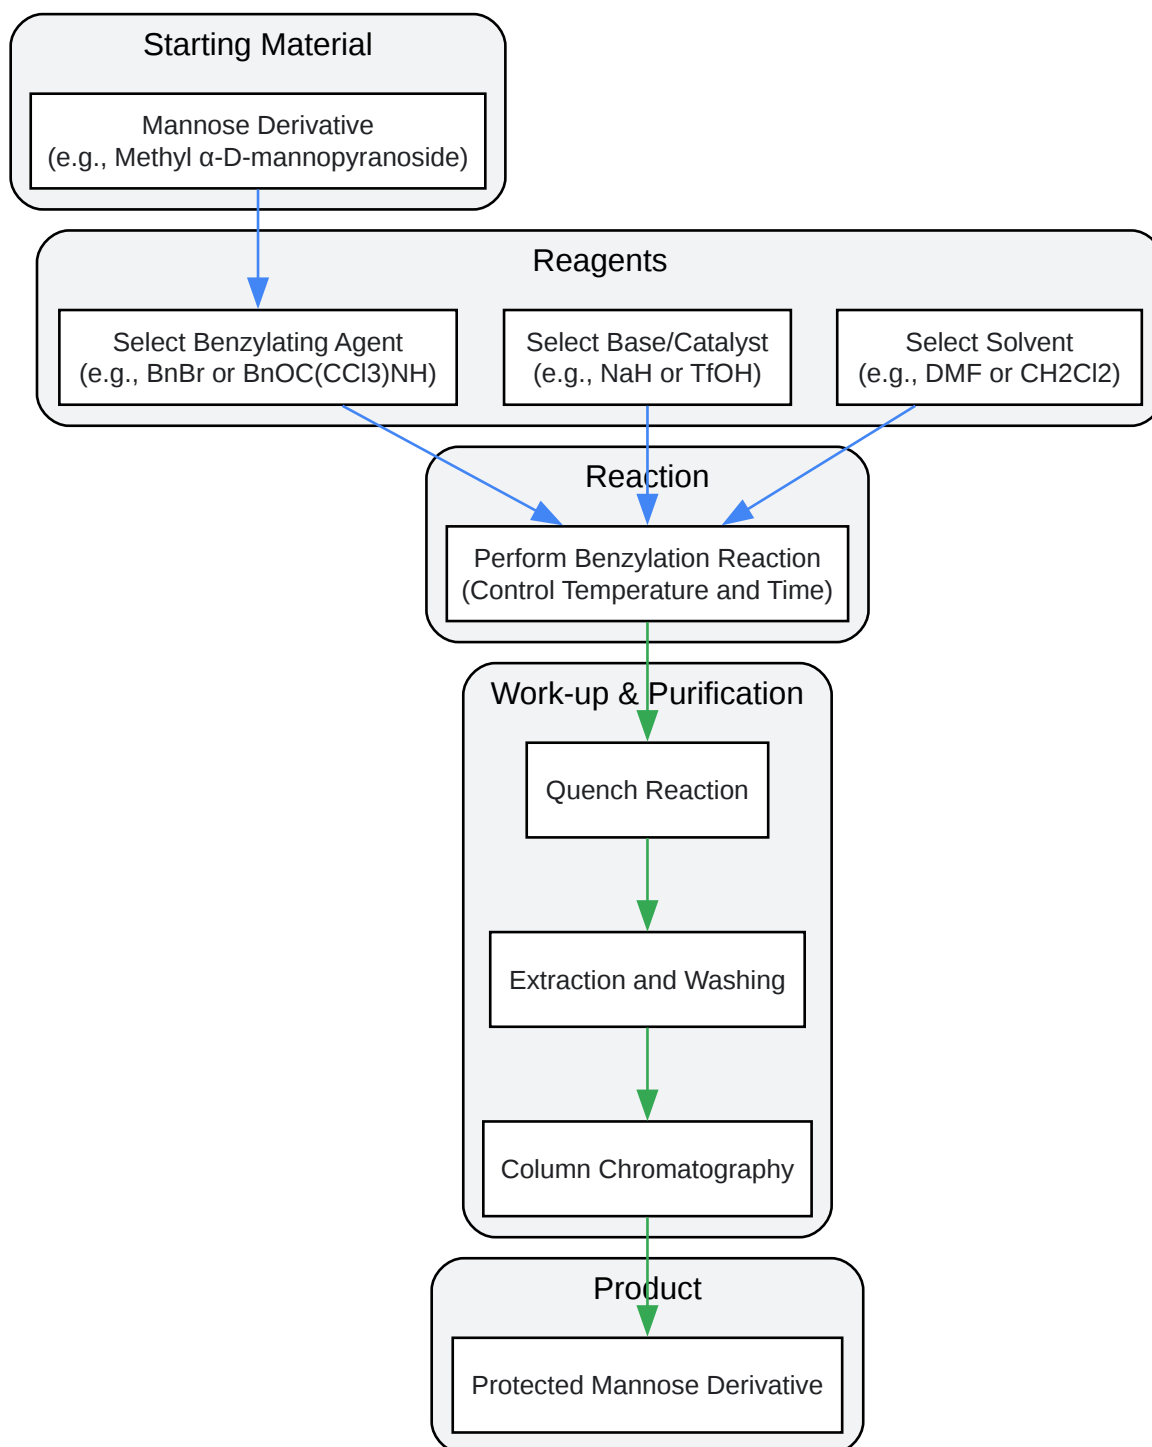 Starting Material
Mannose Derivative
(e.g., Methyl α-D-mannopyranoside)
Reagents
Select Benzylating Agent
(e.g., BnBr or BnOC(CCl3)NH)
Select Base/Catalyst
(e.g., NaH or TfOH)
Select Solvent
(e.g., DMF or CH2Cl2)
Reaction
Perform Benzylation Reaction
(Control Temperature and Time)
Work-up & Purification
Quench Reaction
Extraction and Washing
Column Chromatography
Product
Protected Mannose Derivative